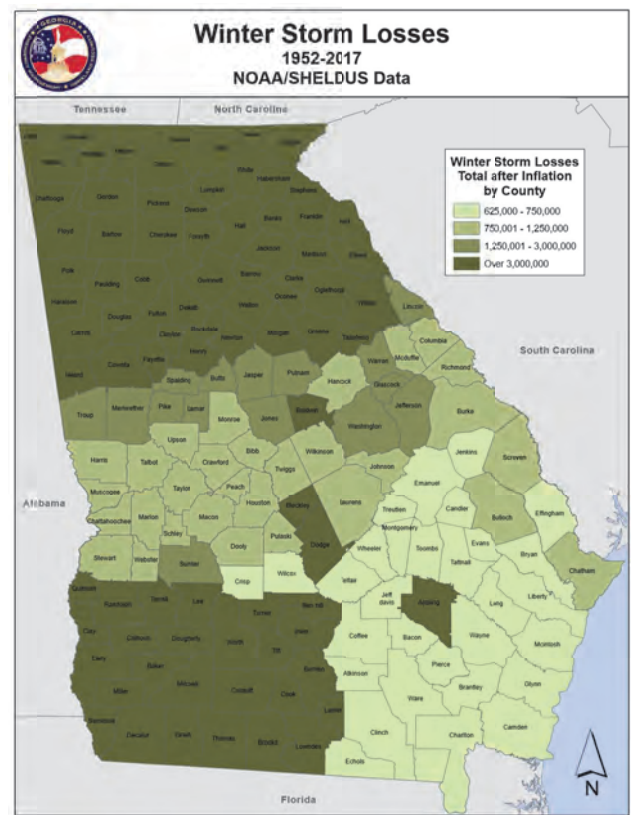 Winter Storm Losses
1952-2017
NOAA/SHELDUS Data
GEORGIA
Tennessee
North Carolina
Winter Storm Losses
Total after Inflation
by County
625,000 - 750,000
750,001 - 1,250,000
1,250,001 - 3,000,000
Over 3,000,000
White
Habersham
Stephens
Lumpkin
Chattooga
Gordon
Pickens
Dawson
Hall
Banks
Franklin
Hart
Floyd
Bartow
Cherokee
Forsyth
Jackson
Madison
Elbert
Polk
Paulding
Cobb
Gwinnett
Barrow
Clarke
Oglethorpe
Haralson
Douglas
Fulton
Dekalb
Walton
Oconee
Wilkes
Lincoln
Carroll
Clayton
Rockdale
Newton
Morgan
Greene
Taliaferro
Columbia
Heard
Coweta
Fayette
Henry
Warren
Mcduffie
Richmond
South Carolina
Spalding
Butts
Jasper
Putnam
Hancock
Glascock
Troup
Meriwether
Pike
Lamar
Monroe
Jones
Baldwin
Washington
Jefferson
Burke
Upson
Harris
Talbot
Crawford
Bibb
Twiggs
Wilkinson
Johnson
Jenkins
Screven
Emanuel
Muscogee
Taylor
Peach
Houston
Laurens
Treutlen
Candler
Bulloch
Effingham
Alabama
Chattahoochee
Marion
Macon
Bleckley
Montgomery
Schley
Dooly
Pulaski
Dodge
Wheeler
Toombs
Evans
Bryan
Stewart
Webster
Sumter
Crisp
Wilcox
Telfair
Tattnall
Chatham
Quitman
Randolph
Terrell
Lee
Turner
Ben Hill
Jeff
davis
Appling
Long
Liberty
Clay
Calhoun
Dougherty
Worth
Tift
Irwin
Coffee
Bacon
Wayne
McIntosh
Early
Baker
Berrien
Pierce
Miller
Mitchell
Colquitt
Cook
Atkinson
Brantley
Glynn
Ware
Seminole
Decatur
Grady
Thomas
Brooks
Lowndes
Lanier
Clinch
Charlton
Camden
Echols
Florida
N